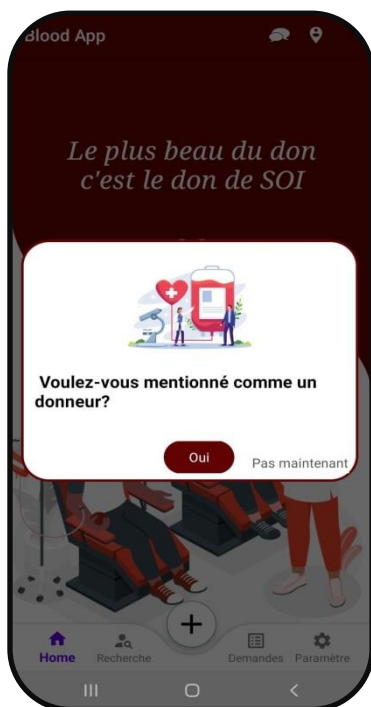 Blood App
Le plus beau du don
c'est le don de SOI
Voulez-vous mentionné comme un
donneur?
Oui
Pas maintenant
Home
Recherche
Demandes
Paramètre